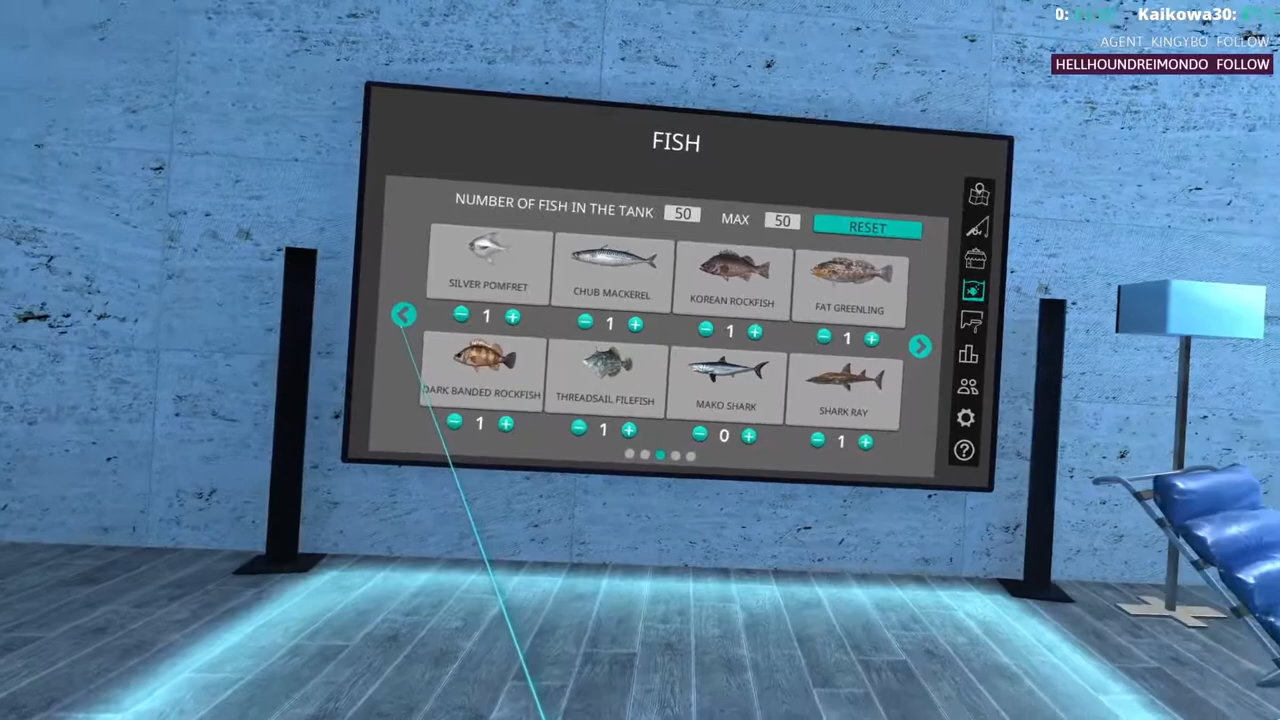 0: Kaikowa30:
AGENT_KINGYBO FOLLOW
HELLHOUNDREIMONDO FOLLOW
FISH
NUMBER OF FISH IN THE TANK 50 MAX 50 RESET
SILVER POMFRET
CHUB MACKEREL
KOREAN ROCKFISH
FAT GREENLING
1 1 1 1
DARK BANDED ROCKFISH
THREADSAIL FILEFISH
MAKO SHARK
SHARK RAY
1 1 0 1